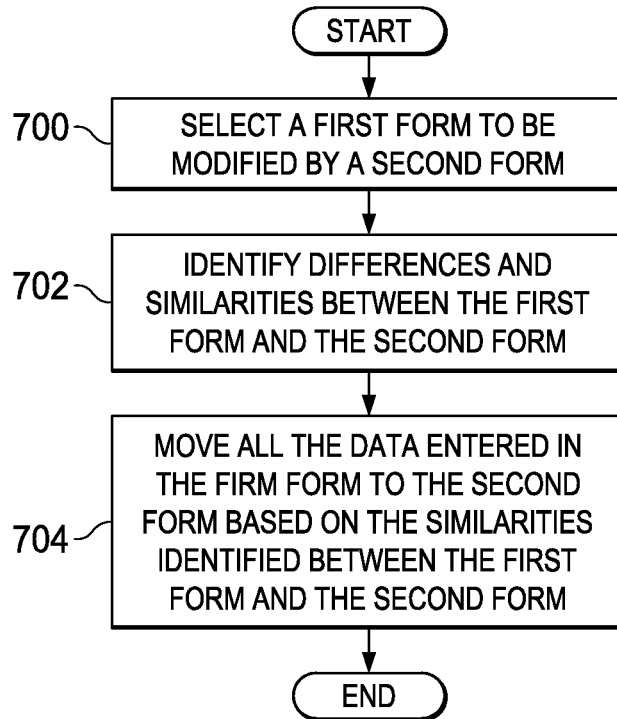 START
700
SELECT A FIRST FORM TO BE
MODIFIED BY A SECOND FORM
702
IDENTIFY DIFFERENCES AND
SIMILARITIES BETWEEN THE FIRST
FORM AND THE SECOND FORM
704
MOVE ALL THE DATA ENTERED IN
THE FIRM FORM TO THE SECOND
FORM BASED ON THE SIMILARITIES
IDENTIFIED BETWEEN THE FIRST
FORM AND THE SECOND FORM
END